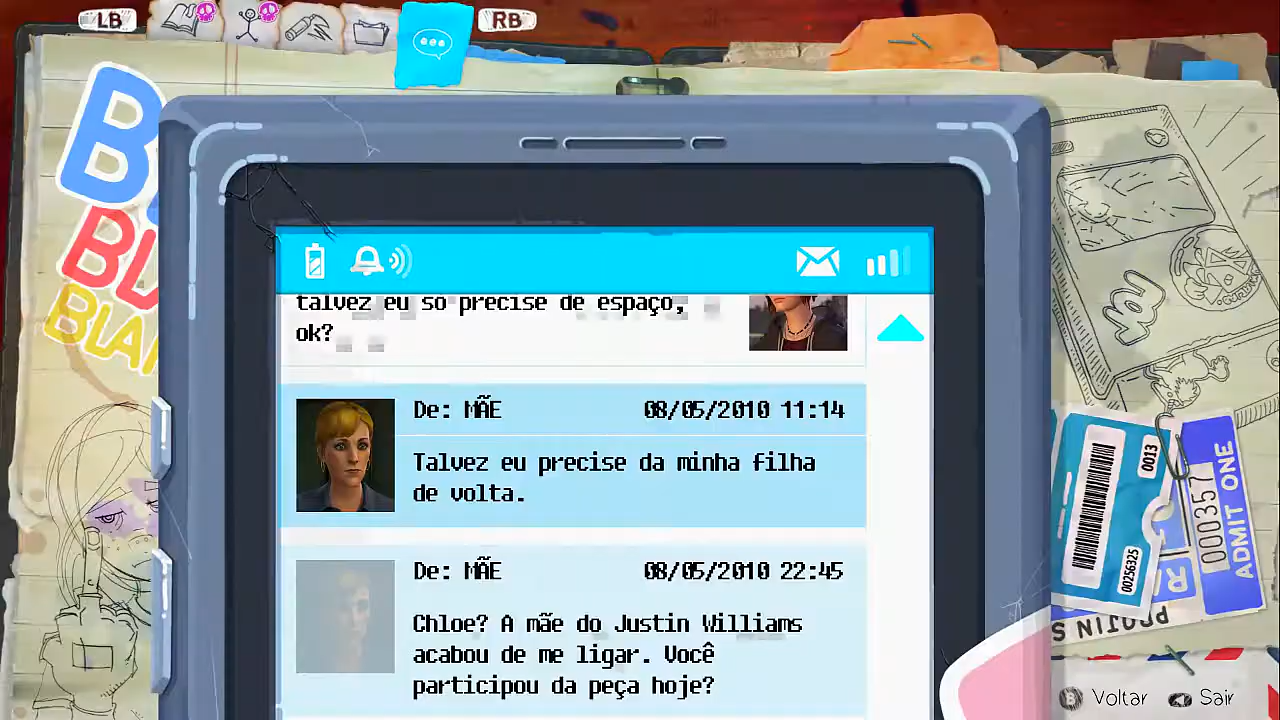 LB
RB
talvez eu só precise de espaço,
ok?
De: MÃE 08/05/2010 11:14
Talvez eu precise da minha filha
de volta.
De: MÃE 08/05/2010 22:45
Chloe? A mãe do Justin Williams
acabou de me ligar. Você
participou da peça hoje?
0013
00256325
000357
ADMIT ONE
B Voltar
Sair